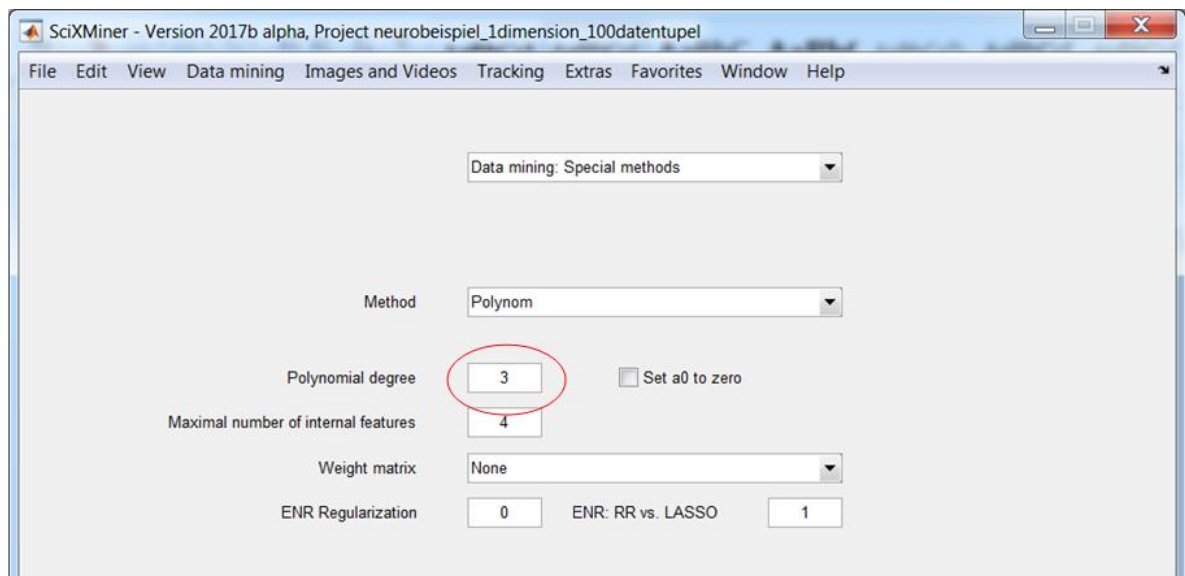 SciXMiner - Version 2017b alpha, Project neurobeispiel_1dimension_100datentupel
File Edit View Data mining Images and Videos Tracking Extras Favorites Window Help
Data mining: Special methods
Method Polynom
Polynomial degree 3 Set a0 to zero
Maximal number of internal features 4
Weight matrix None
ENR Regularization 0 ENR: RR vs. LASSO 1